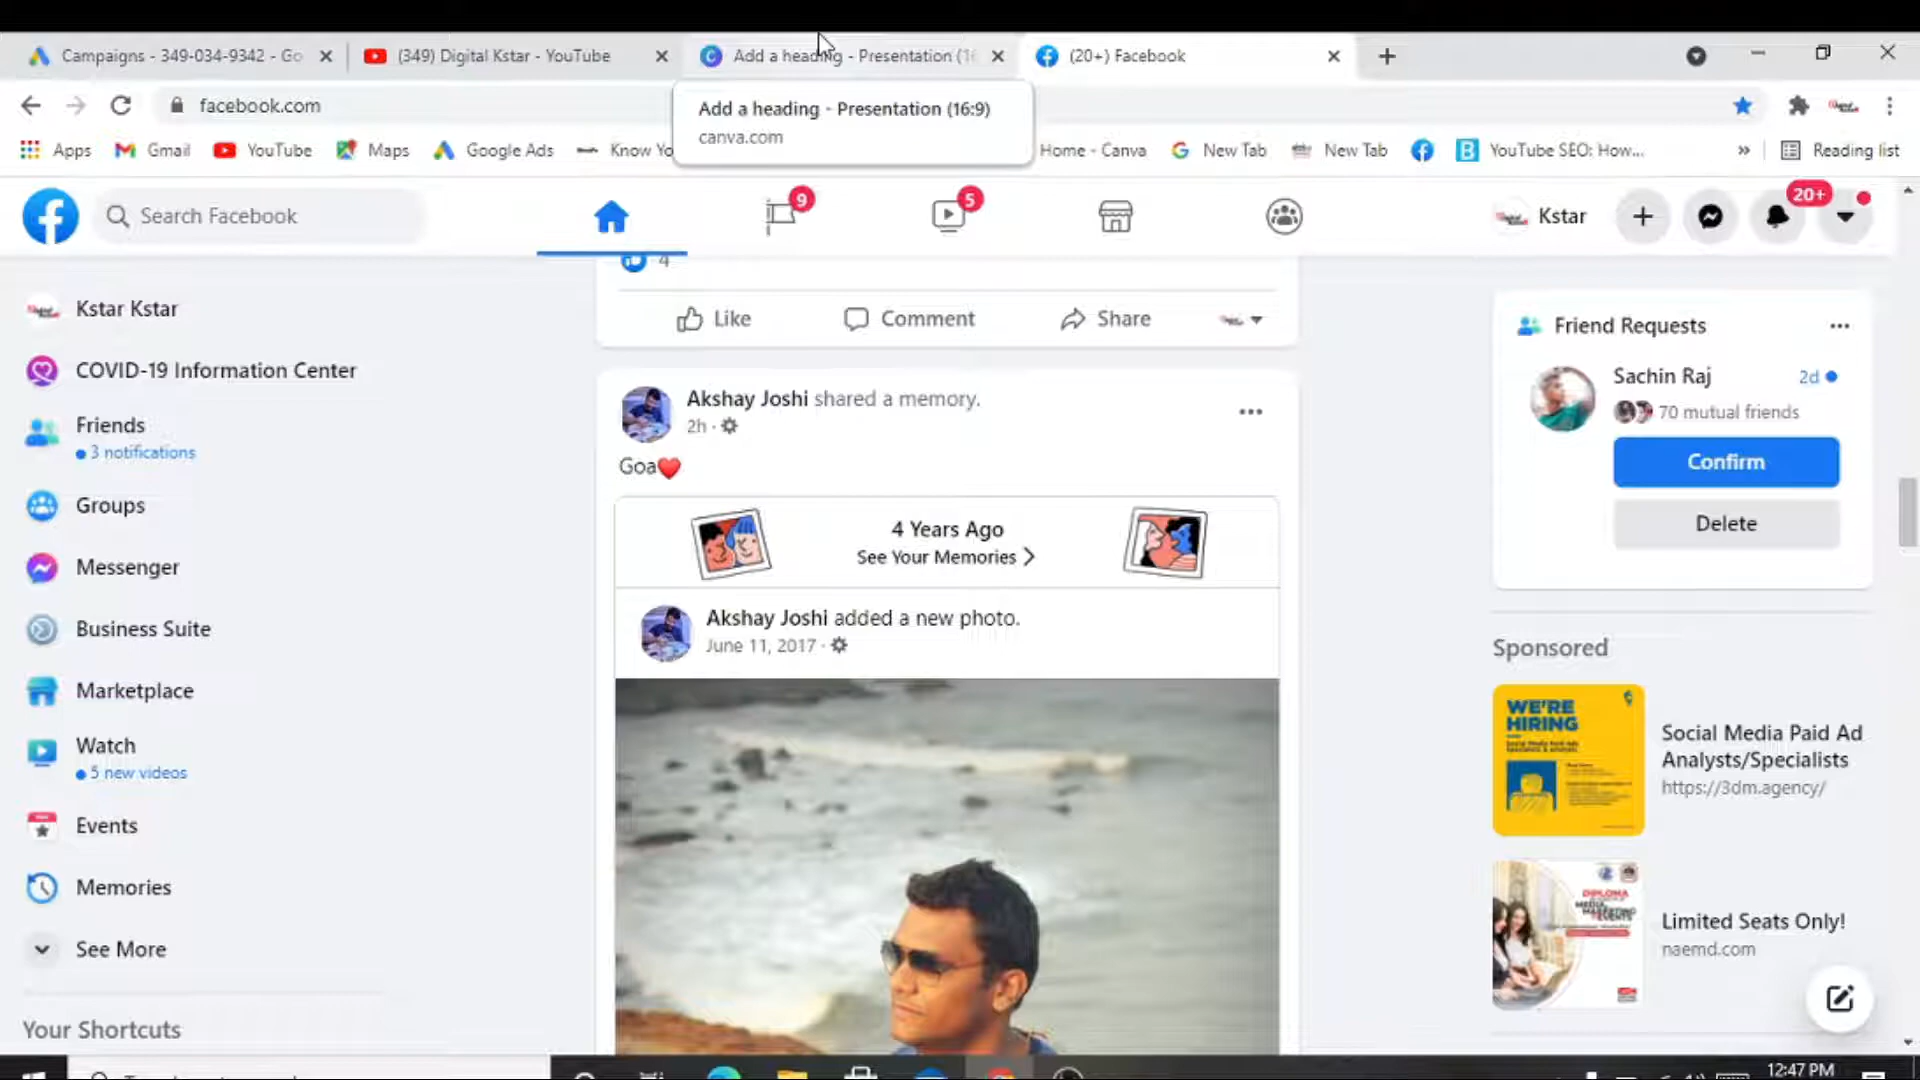 Campaigns - 349-034-9342 - Go
(349) Digital Kstar - YouTube
Add a heading - Presentation (16
(20+) Facebook
facebook.com
Add a heading - Presentation (16:9)
canva.com
Apps
Gmail
YouTube
Maps
Google Ads
Know Yo
Home - Canva
New Tab
New Tab
YouTube SEO: How...
Reading list
Search Facebook
9
5
Kstar
20+
Kstar Kstar
COVID-19 Information Center
Friends
3 notifications
Groups
Messenger
Business Suite
Marketplace
Watch
5 new videos
Events
Memories
See More
Your Shortcuts
4
Like
Comment
Share
Akshay Joshi shared a memory.
2h ·
Goa❤️
4 Years Ago
See Your Memories
Akshay Joshi added a new photo.
June 11, 2017 ·
Friend Requests
Sachin Raj
2d
70 mutual friends
Confirm
Delete
Sponsored
WE'RE
HIRING
Social Media Paid Ad
Analysts/Specialists
https://3dm.agency/
DIPLOMA
Limited Seats Only!
naemd.com
12:47 PM